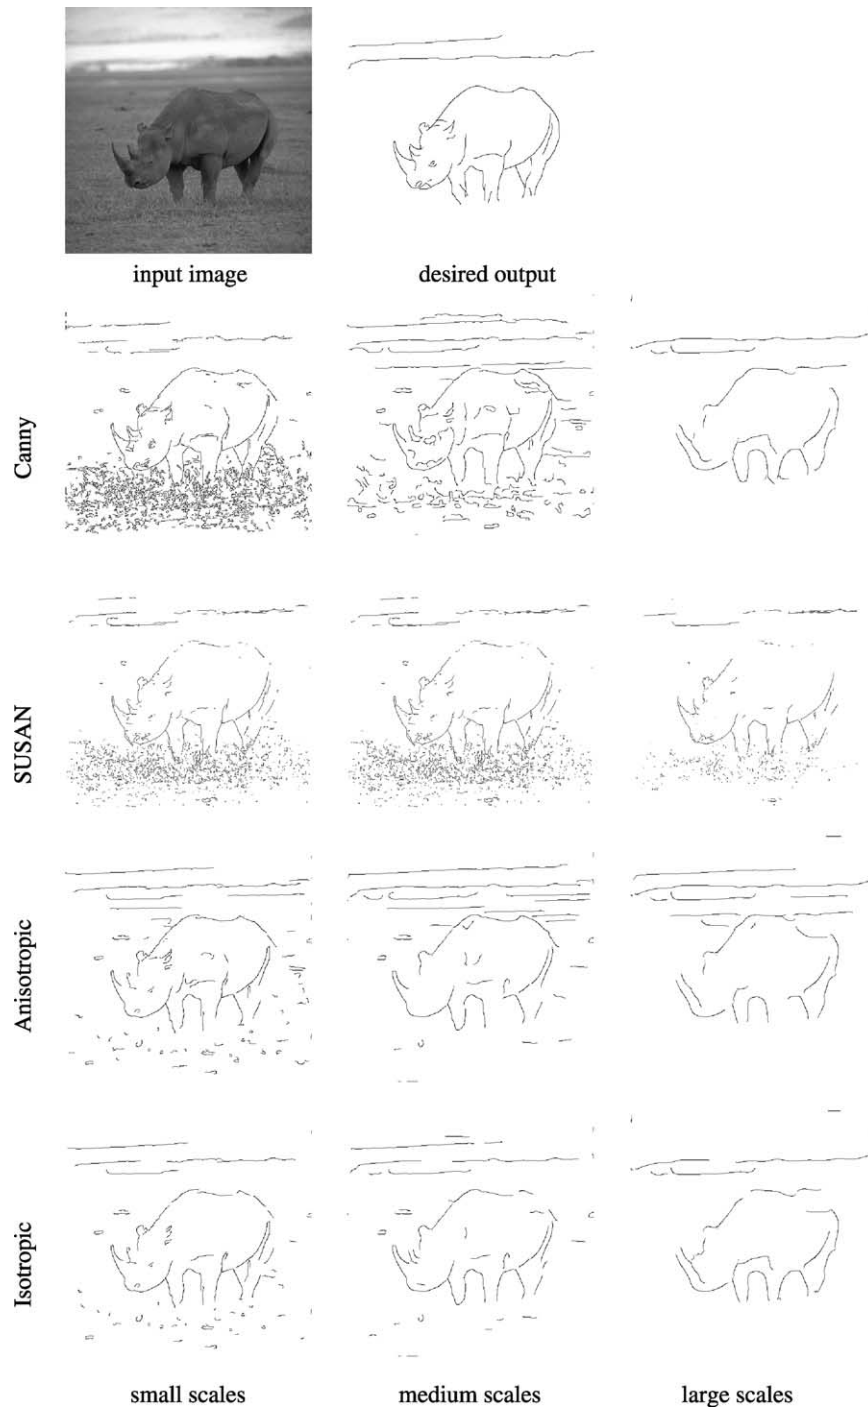 input image
desired output
Canny
SUSAN
Anisotropic
Isotropic
small scales
medium scales
large scales